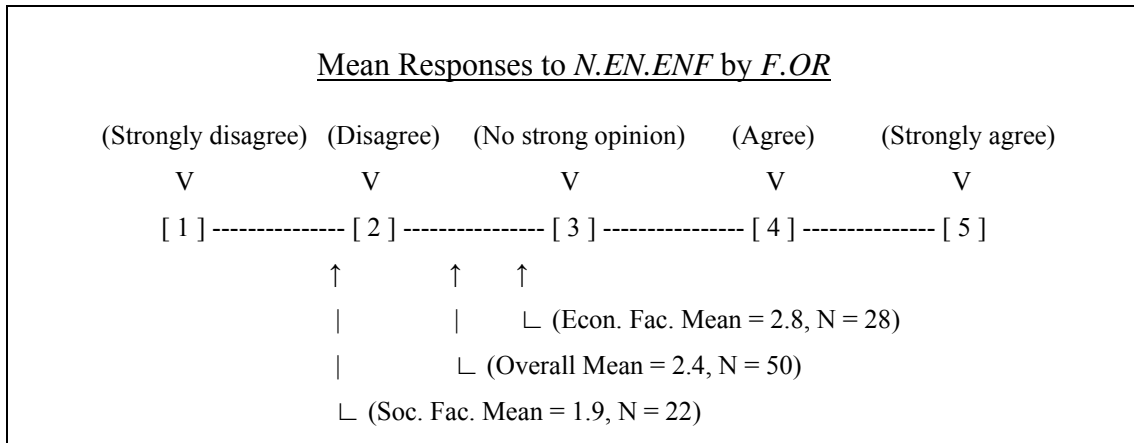 Mean Responses to N.EN.ENF by F.OR
(Strongly disagree) (Disagree) (No strong opinion) (Agree) (Strongly agree)
V V V V V
[ 1 ] --------------- [ 2 ] ---------------- [ 3 ] ---------------- [ 4 ] --------------- [ 5 ]
↑ ↑ ↑
| | ∟ (Econ. Fac. Mean = 2.8, N = 28)
| ∟ (Overall Mean = 2.4, N = 50)
∟ (Soc. Fac. Mean = 1.9, N = 22)